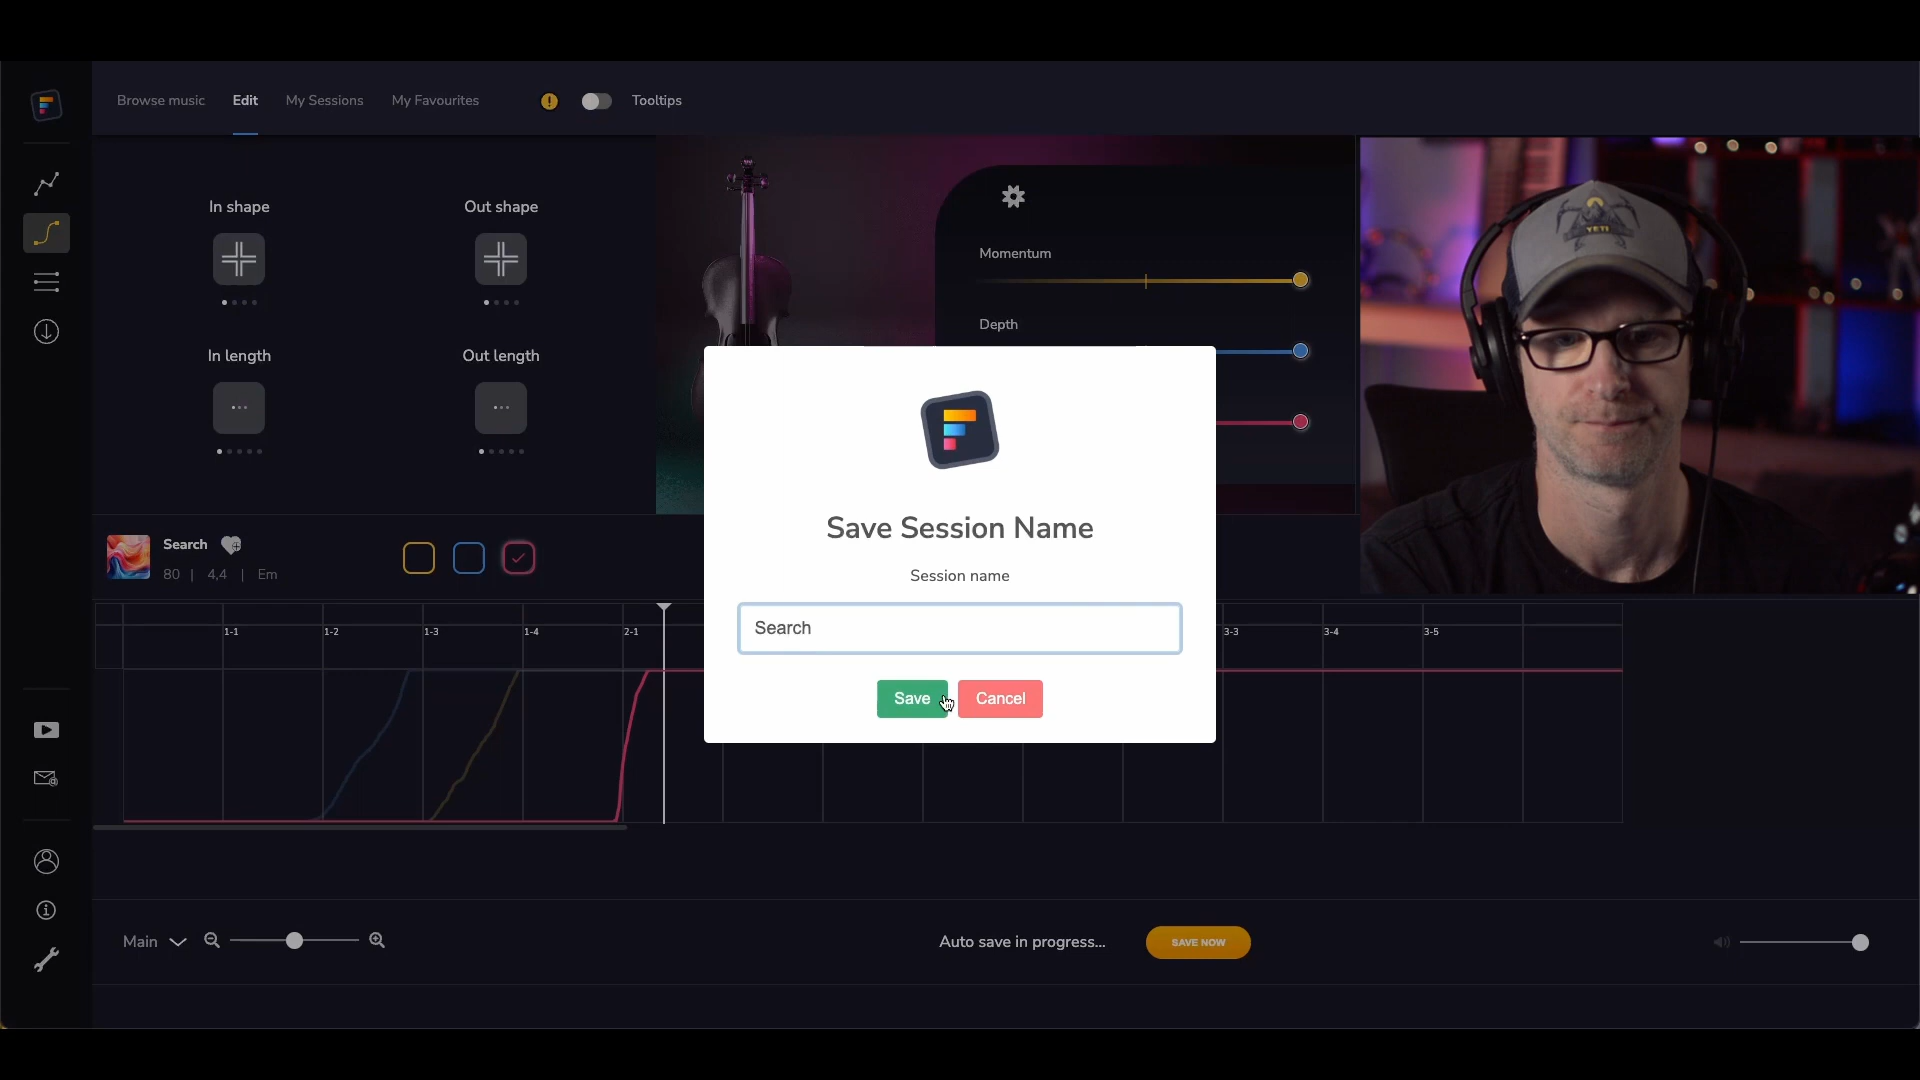 Browse music Edit My Sessions My Favourites ! Tooltips
In shape Out shape
Momentum
Depth
In length Out length
YETI
Save Session Name
Session name
Search
Save Cancel
Search
80 | 4,4 | Em
1-1 1-2 1-3 1-4 2-1 3-3 3-4 3-5
Main
Auto save in progress...
SAVE NOW